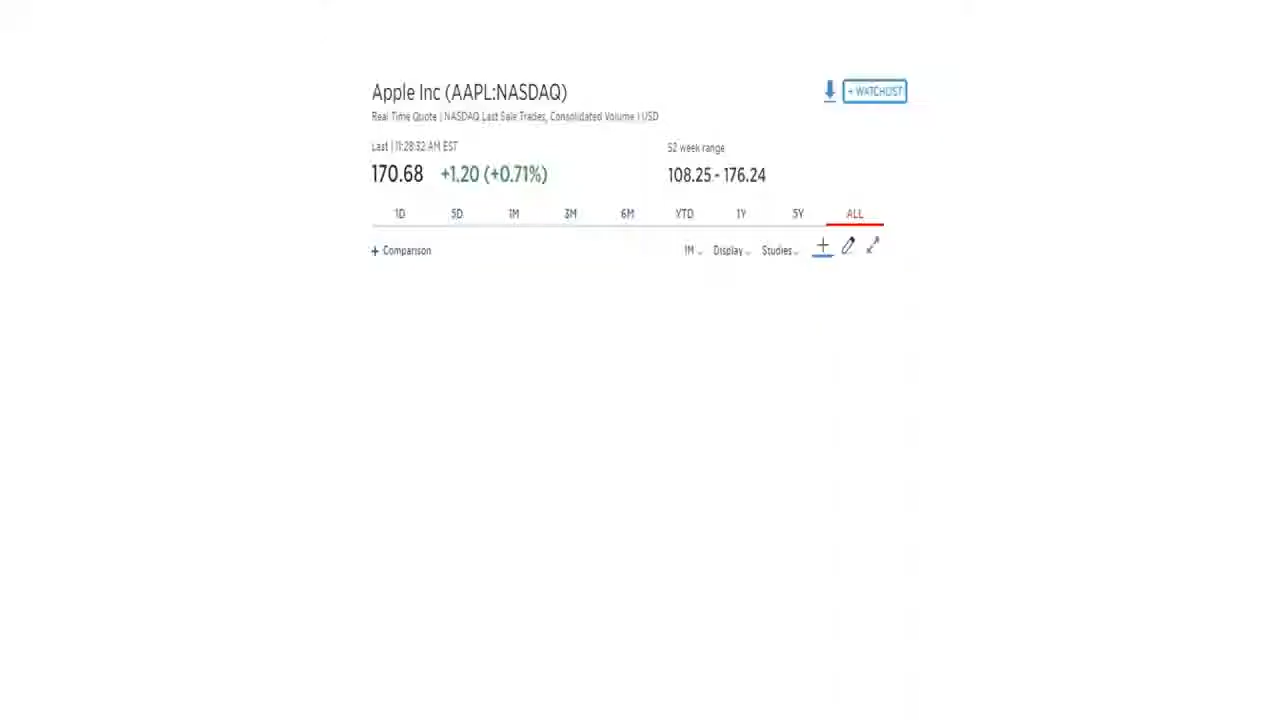 Apple Inc (AAPL:NASDAQ)
+ WATCHLIST
Real Time Quote | NASDAQ Last Sale Trades, Consolidated Volume | USD
Last | 11:28:32 AM EST
52 week range
170.68 +1.20 (+0.71%)
108.25 - 176.24
1D 5D 1M 3M 6M YTD 1Y 5Y ALL
+ Comparison 1M Display Studies